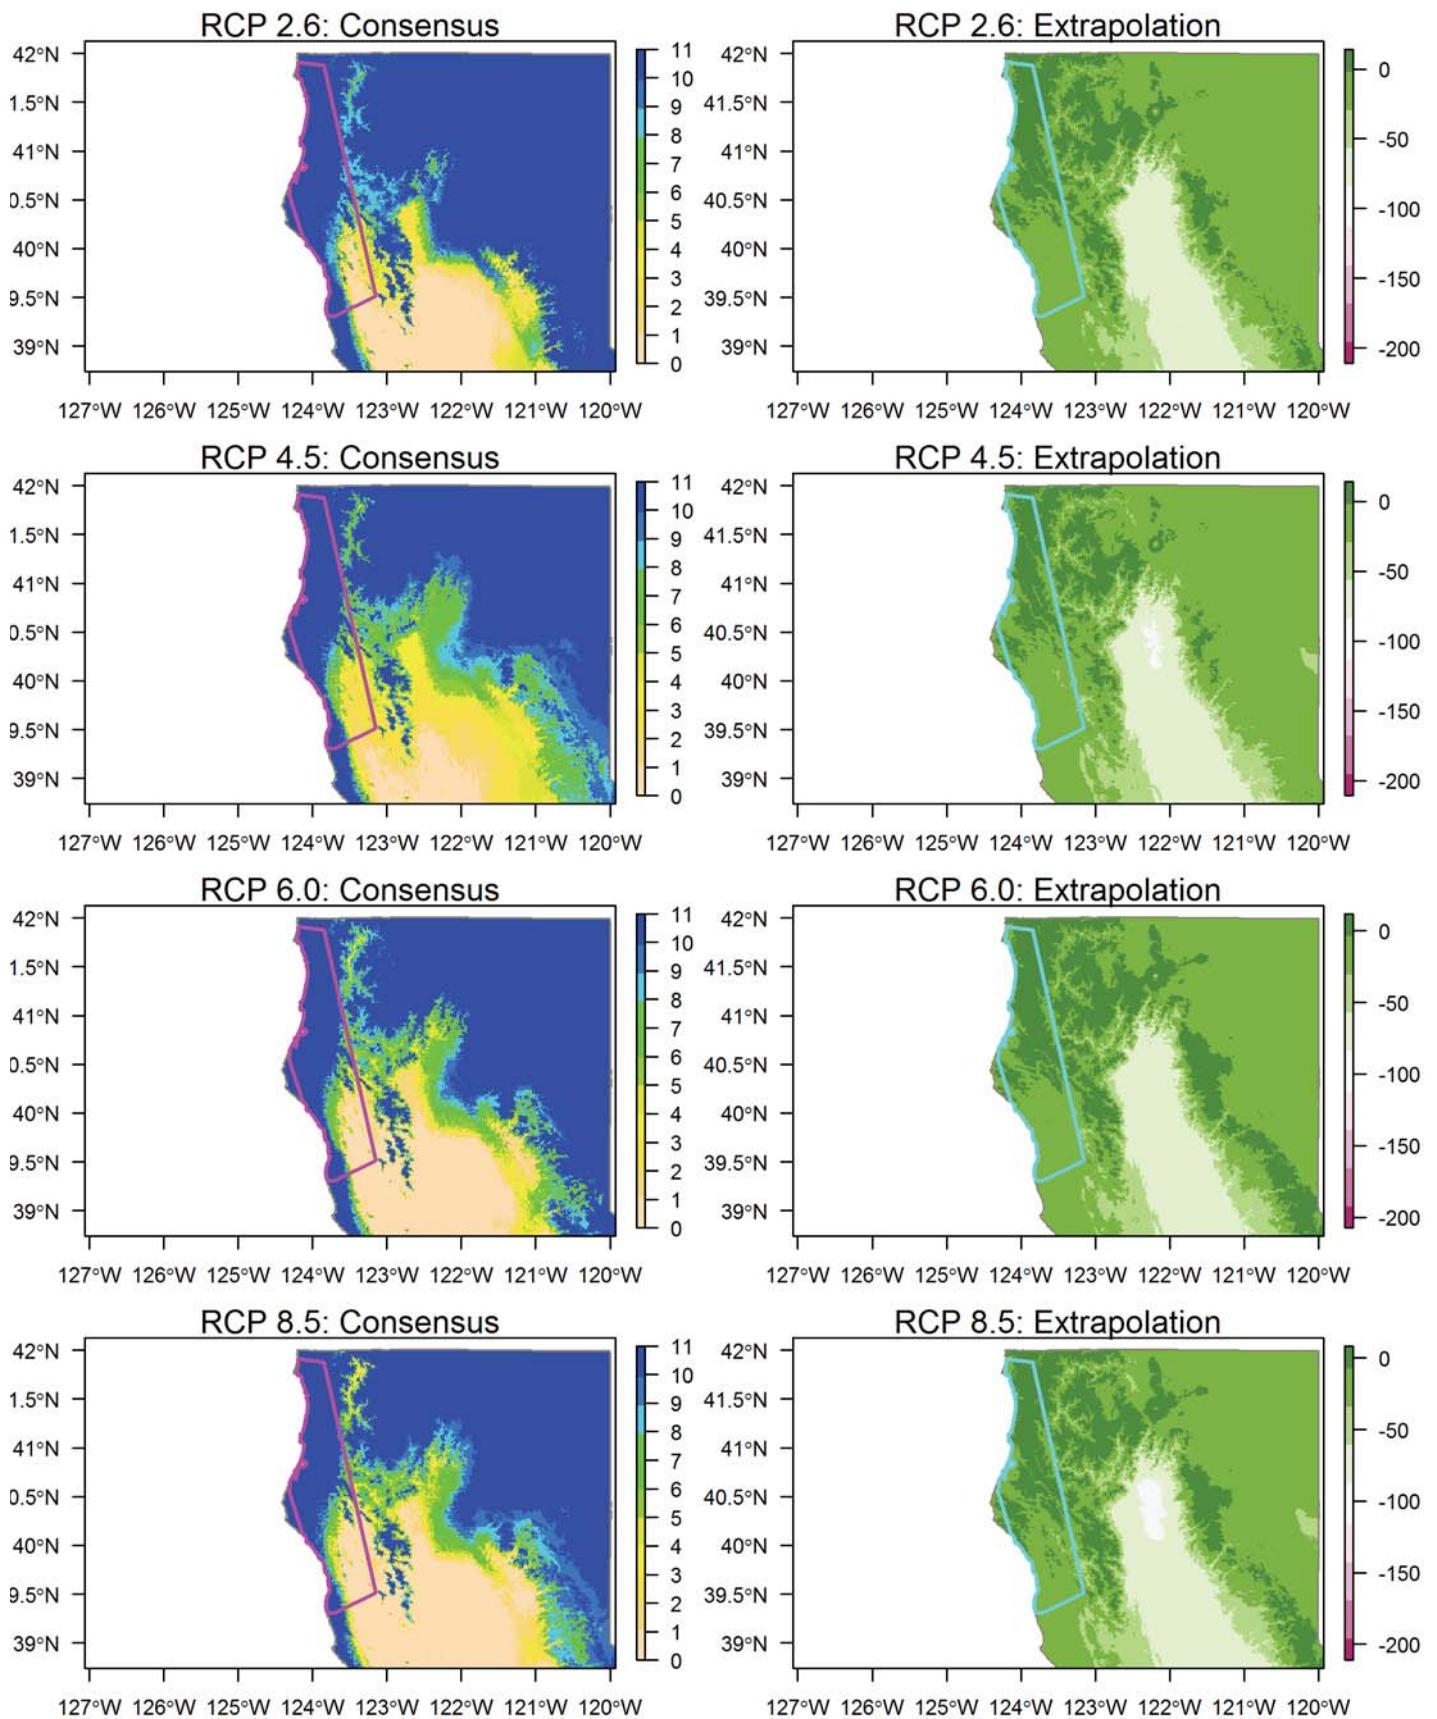 RCP 2.6: Consensus
42°N
1.5°N
41°N
0.5°N
40°N
9.5°N
39°N
127°W 126°W 125°W 124°W 123°W 122°W 121°W 120°W
11
10
9
8
7
6
5
4
3
2
1
0
RCP 2.6: Extrapolation
42°N
41.5°N
41°N
40.5°N
40°N
39.5°N
39°N
127°W 126°W 125°W 124°W 123°W 122°W 121°W 120°W
0
-50
-100
-150
-200
RCP 4.5: Consensus
42°N
1.5°N
41°N
0.5°N
40°N
9.5°N
39°N
127°W 126°W 125°W 124°W 123°W 122°W 121°W 120°W
11
10
9
8
7
6
5
4
3
2
1
0
RCP 4.5: Extrapolation
42°N
41.5°N
41°N
40.5°N
40°N
39.5°N
39°N
127°W 126°W 125°W 124°W 123°W 122°W 121°W 120°W
0
-50
-100
-150
-200
RCP 6.0: Consensus
42°N
1.5°N
41°N
0.5°N
40°N
9.5°N
39°N
127°W 126°W 125°W 124°W 123°W 122°W 121°W 120°W
11
10
9
8
7
6
5
4
3
2
1
0
RCP 6.0: Extrapolation
42°N
41.5°N
41°N
40.5°N
40°N
39.5°N
39°N
127°W 126°W 125°W 124°W 123°W 122°W 121°W 120°W
0
-50
-100
-150
-200
RCP 8.5: Consensus
42°N
1.5°N
41°N
0.5°N
40°N
9.5°N
39°N
127°W 126°W 125°W 124°W 123°W 122°W 121°W 120°W
11
10
9
8
7
6
5
4
3
2
1
0
RCP 8.5: Extrapolation
42°N
41.5°N
41°N
40.5°N
40°N
39.5°N
39°N
127°W 126°W 125°W 124°W 123°W 122°W 121°W 120°W
0
-50
-100
-150
-200